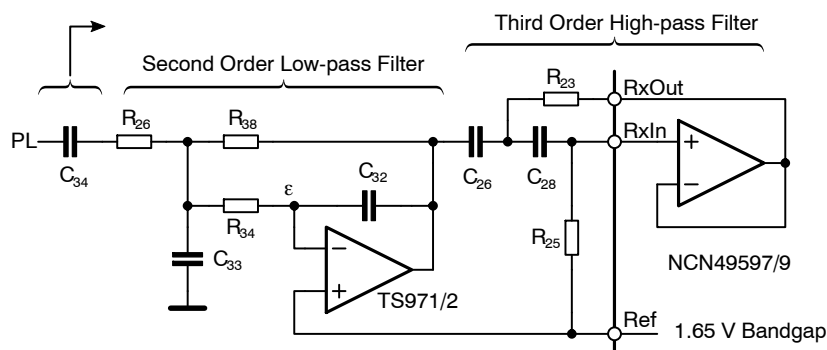 Third Order High-pass Filter
Second Order Low-pass Filter
R23
RxOut
PL
R26
R38
RxIn
C34
C32
C26
C28
+
−
ε
R34
R25
C33
−
+
TS971/2
NCN49597/9
Ref
1.65 V Bandgap